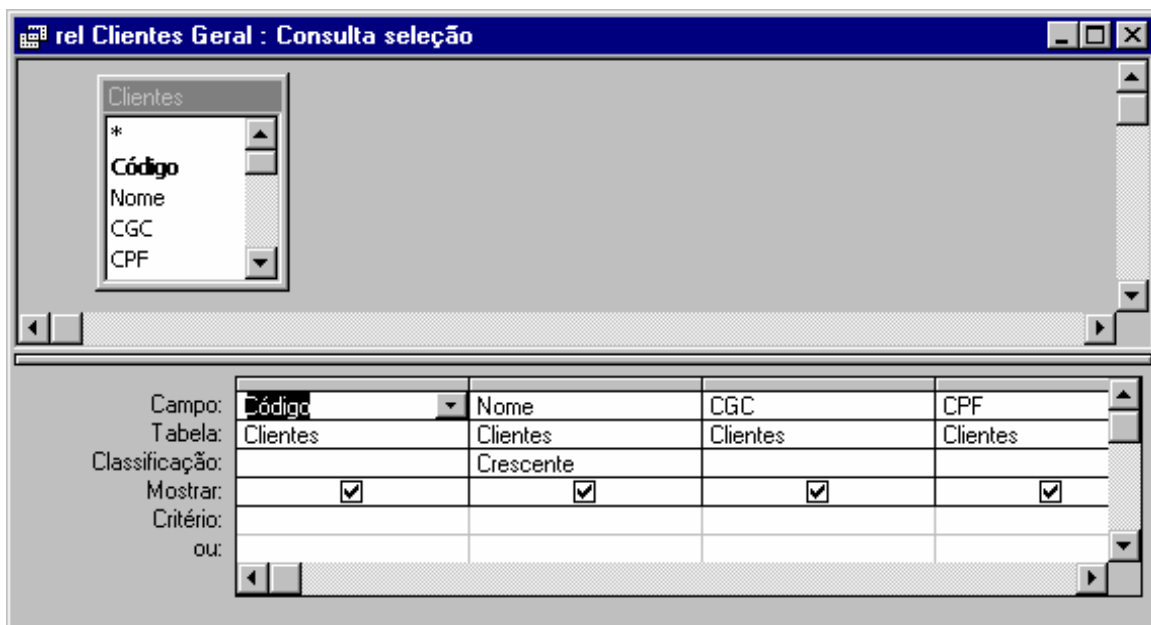 rel Clientes Geral : Consulta seleção
Clientes
*
Código
Nome
CGC
CPF
Campo: Código Nome CGC CPF
Tabela: Clientes Clientes Clientes Clientes
Classificação: Crescente
Mostrar:
Critério:
ou: